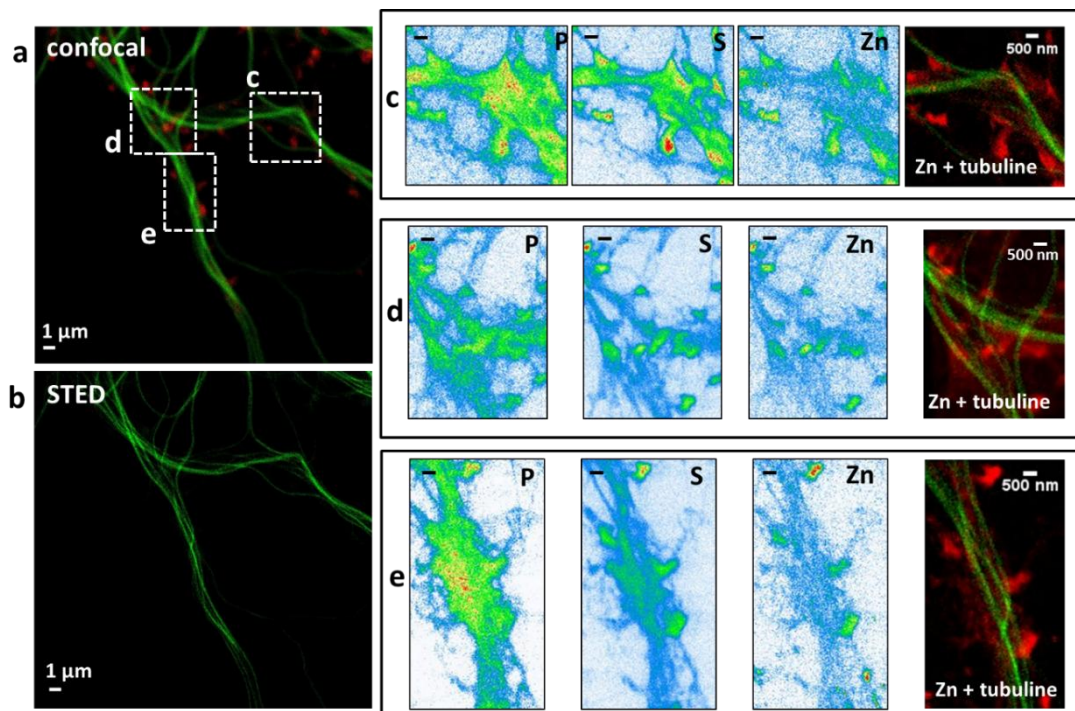 a
confocal
c
d
e
1 µm
b
STED
1 µm
c
P
S
Zn
500 nm
Zn + tubuline
d
P
S
Zn
500 nm
Zn + tubuline
e
P
S
Zn
500 nm
Zn + tubuline